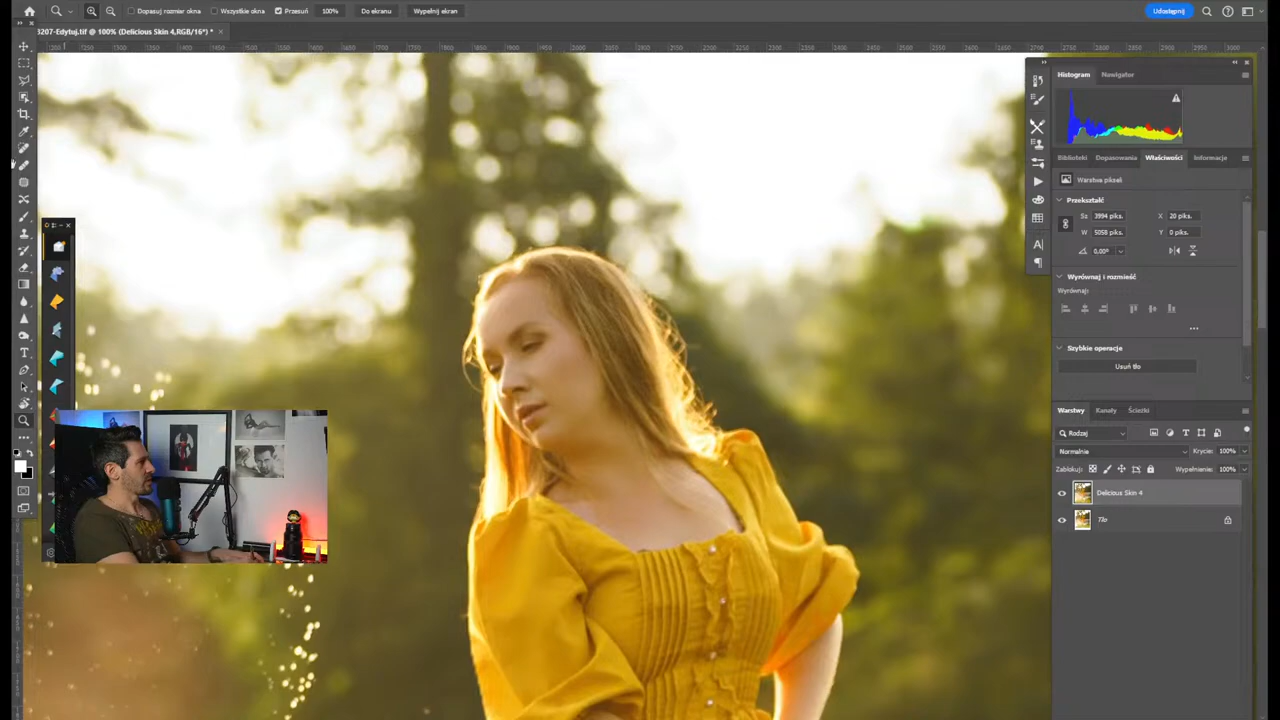 Dopasuj rozmiar okna
Wszystkie okna
Przesuń
100%
Do ekranu
Wypełnij ekran
Udostępnij
3207-Edytuj.tif @ 100% (Delicious Skin 4,RGB/16*) *
Histogram
Nawigator
Biblioteki
Dopasowania
Właściwości
Informacje
Warstwa pikseli
Przekształć
Sz
3994 piks.
X
20 piks.
W
5058 piks.
Y
0 piks.
0,00°
Wyrównaj i rozmieść
Wyrównaj:
Szybkie operacje
Usuń tło
Warstwy
Kanały
Ścieżki
Rodzaj
Normalnie
Krycie: 100%
Zablokuj:
Wypełnienie: 100%
Delicious Skin 4
Tło